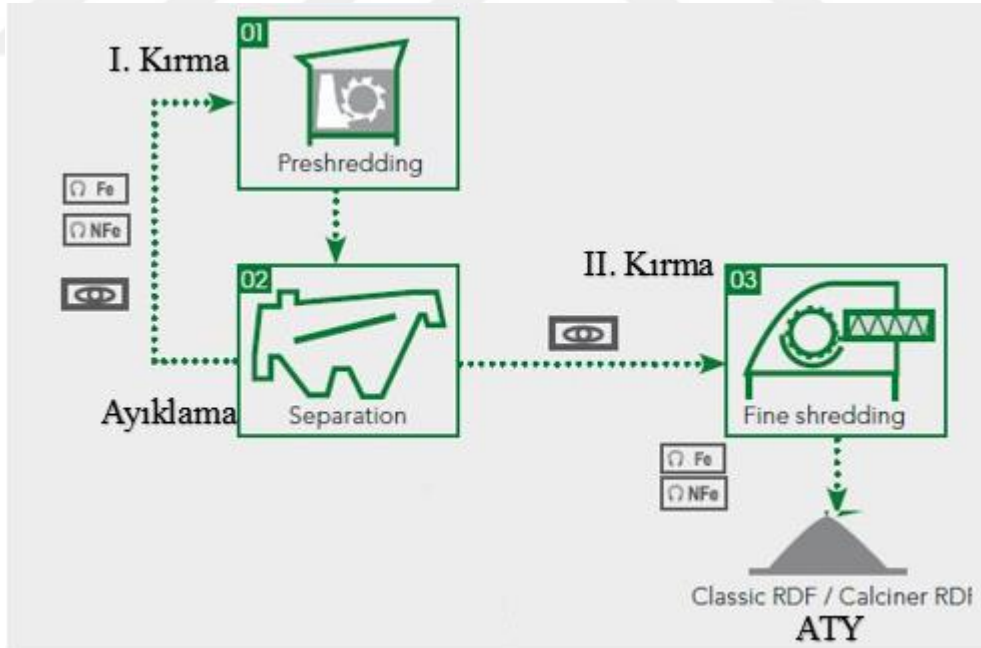 01
I. Kırma
Preshredding
Fe
NFe
02
Ayıklama
Separation
II. Kırma
03
Fine shredding
Fe
NFe
Classic RDF / Calciner RDF
ATY